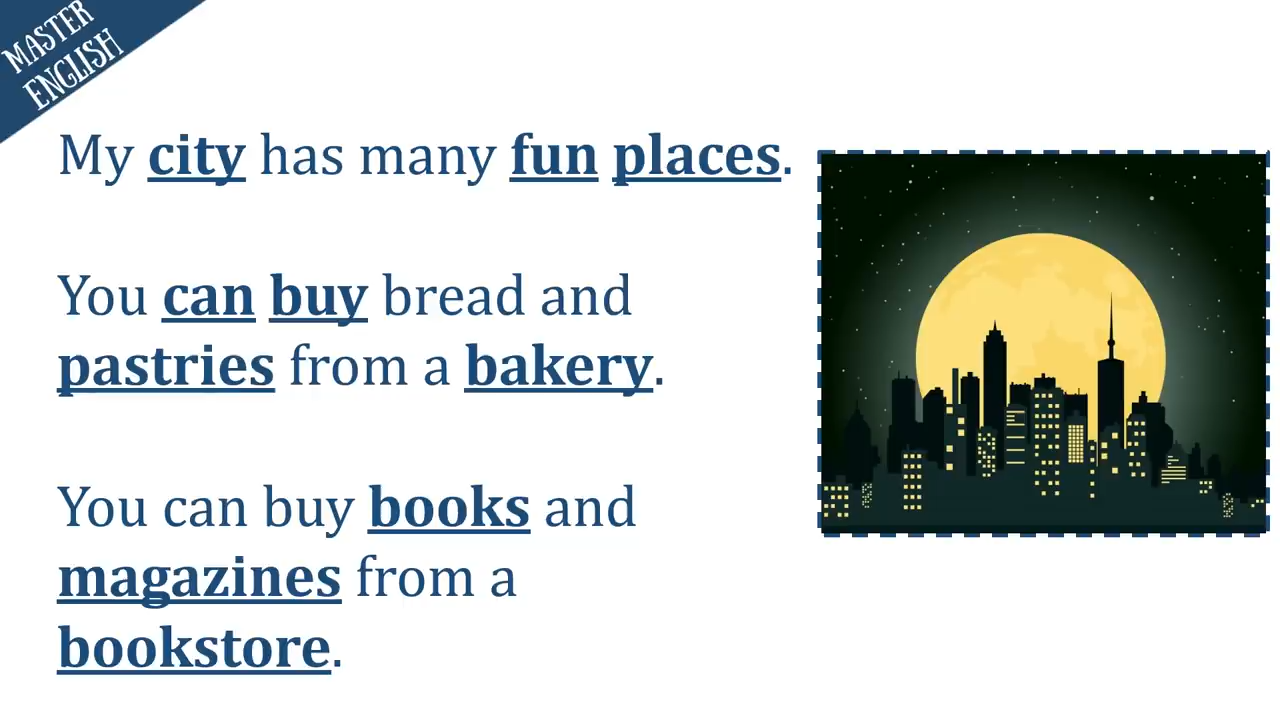 MASTER
ENGLISH
My city has many fun places.
You can buy bread and
pastries from a bakery.
You can buy books and
magazines from a
bookstore.